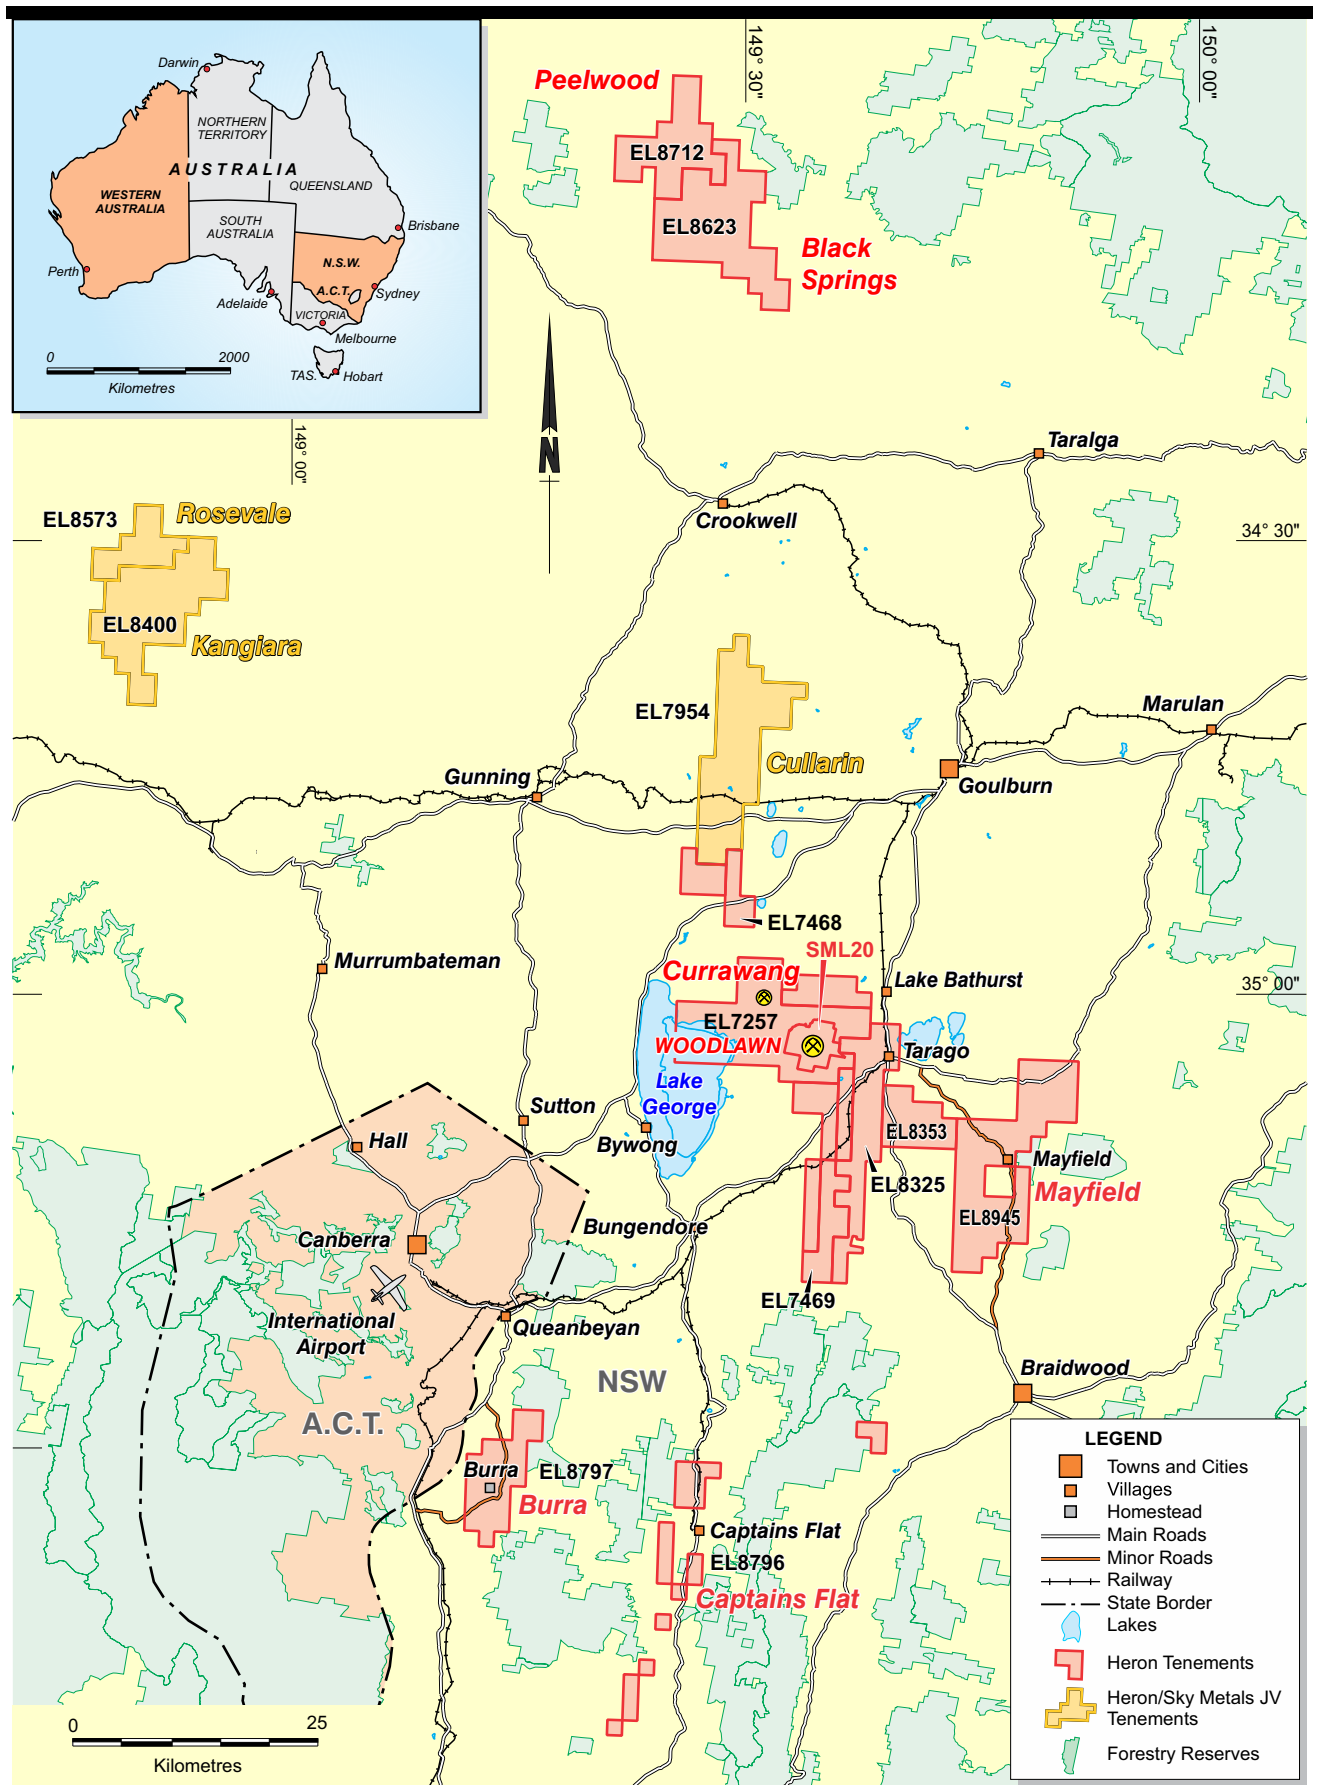 Darwin
NORTHERN
TERRITORY
AUSTRALIA
QUEENSLAND
WESTERN
AUSTRALIA
SOUTH
AUSTRALIA
Brisbane
N.S.W.
Perth
A.C.T.
Sydney
Adelaide
VICTORIA
Melbourne
TAS.
Hobart
0 2000
Kilometres
149° 30"
150° 00"
149° 00"
Peelwood
EL8712
EL8623
Black
Springs
N
Taralga
Crookwell
34° 30"
EL8573
Rosevale
EL8400
Kangiara
EL7954
Marulan
Cullarin
Gunning
Goulburn
EL7468
SML20
Murrumbateman
Currawang
Lake Bathurst
35° 00"
EL7257
WOODLAWN
Tarago
Lake
George
Sutton
Hall
Bywong
EL8353
Mayfield
EL8325
Mayfield
EL8945
Bungendore
Canberra
EL7469
International
Airport
Queanbeyan
NSW
Braidwood
A.C.T.
Burra
EL8797
Burra
Captains Flat
EL8796
Captains Flat
0 25
Kilometres
LEGEND
Towns and Cities
Villages
Homestead
Main Roads
Minor Roads
Railway
State Border
Lakes
Heron Tenements
Heron/Sky Metals JV
Tenements
Forestry Reserves